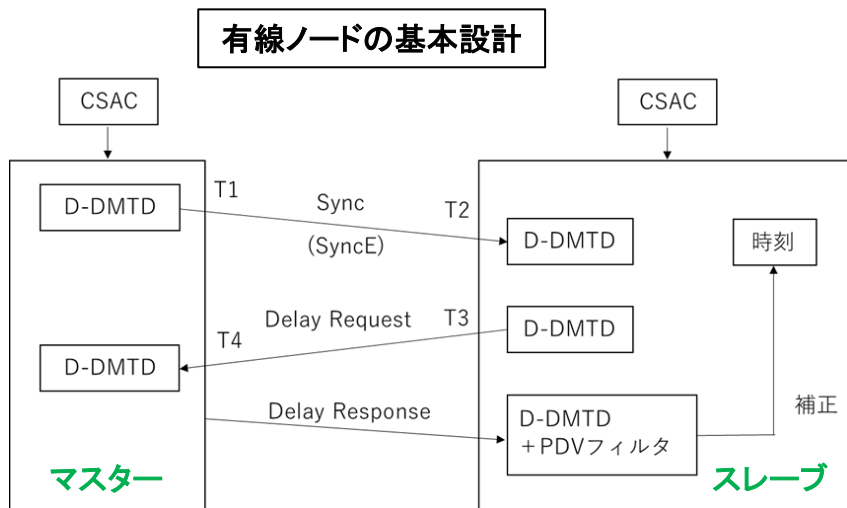 有線ノードの基本設計
CSAC
CSAC
D-DMTD
T1
Sync
T2
(SyncE)
D-DMTD
時刻
Delay Request
T3
D-DMTD
T4
D-DMTD
Delay Response
D-DMTD
+PDVフィルタ
補正
マスター
スレーブ